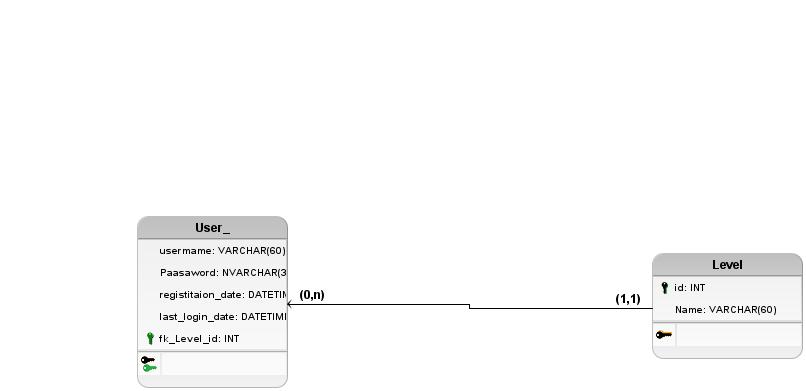 User_
usermame: VARCHAR(60)
Paasaword: NVARCHAR(3
registitaion_date: DATETIM
last_login_date: DATETIME
fk_Level_id: INT
(0,n)
(1,1)
Level
id: INT
Name: VARCHAR(60)